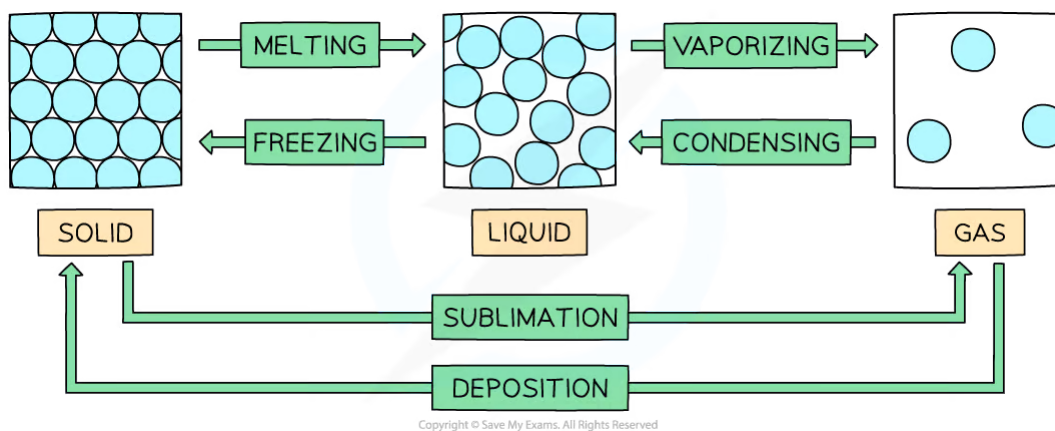 MELTING
VAPORIZING
FREEZING
CONDENSING
SOLID
LIQUID
GAS
SUBLIMATION
DEPOSITION
Copyright © Save My Exams. All Rights Reserved